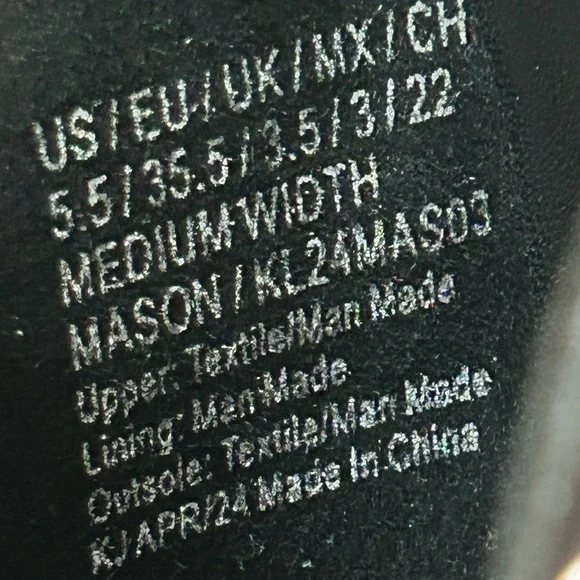 US/EU/UK/MX/CH
5.5/35.5/3.5/3/22
MEDIUM WIDTH
MASON/KL24MAS03
Upper: Textile/Man Made
Lining: Man Made
Outsole: Textile/Man Made
KJ APR/24 Made In China